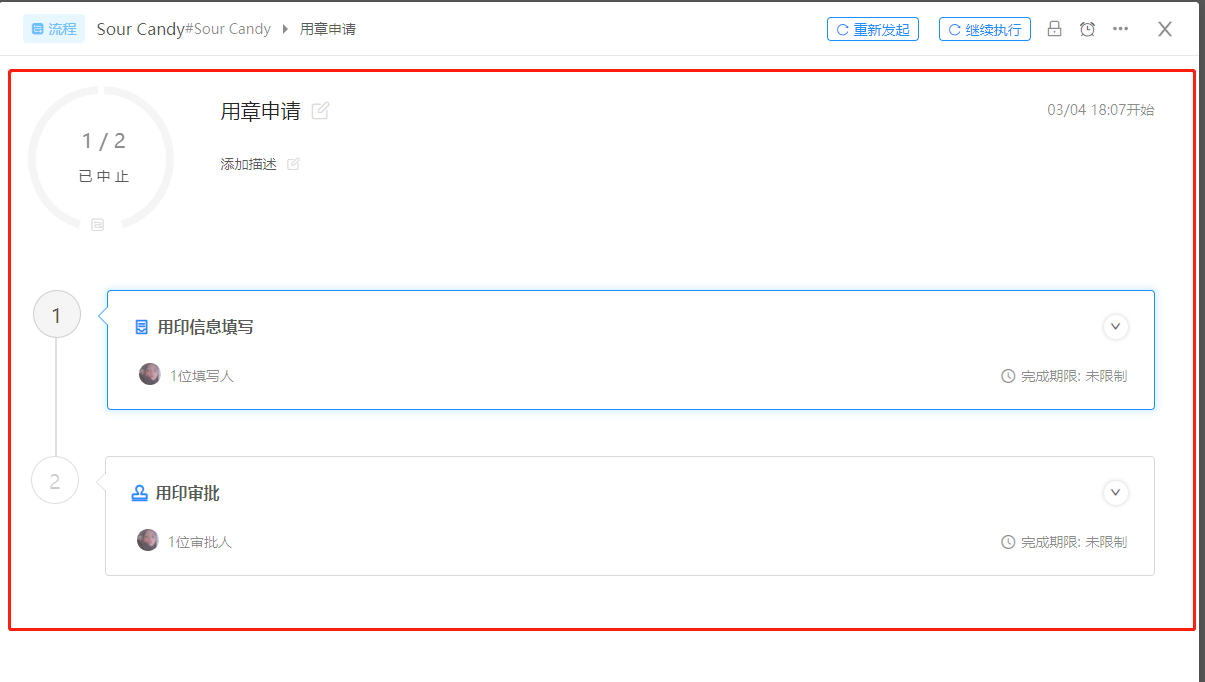 流程 Sour Candy#Sour Candy 用章申请 重新发起 继续执行
用章申请 03/04 18:07开始
1 / 2
已中止
添加描述
1
用印信息填写
1位填写人 完成期限: 未限制
2
用印审批
1位审批人 完成期限: 未限制